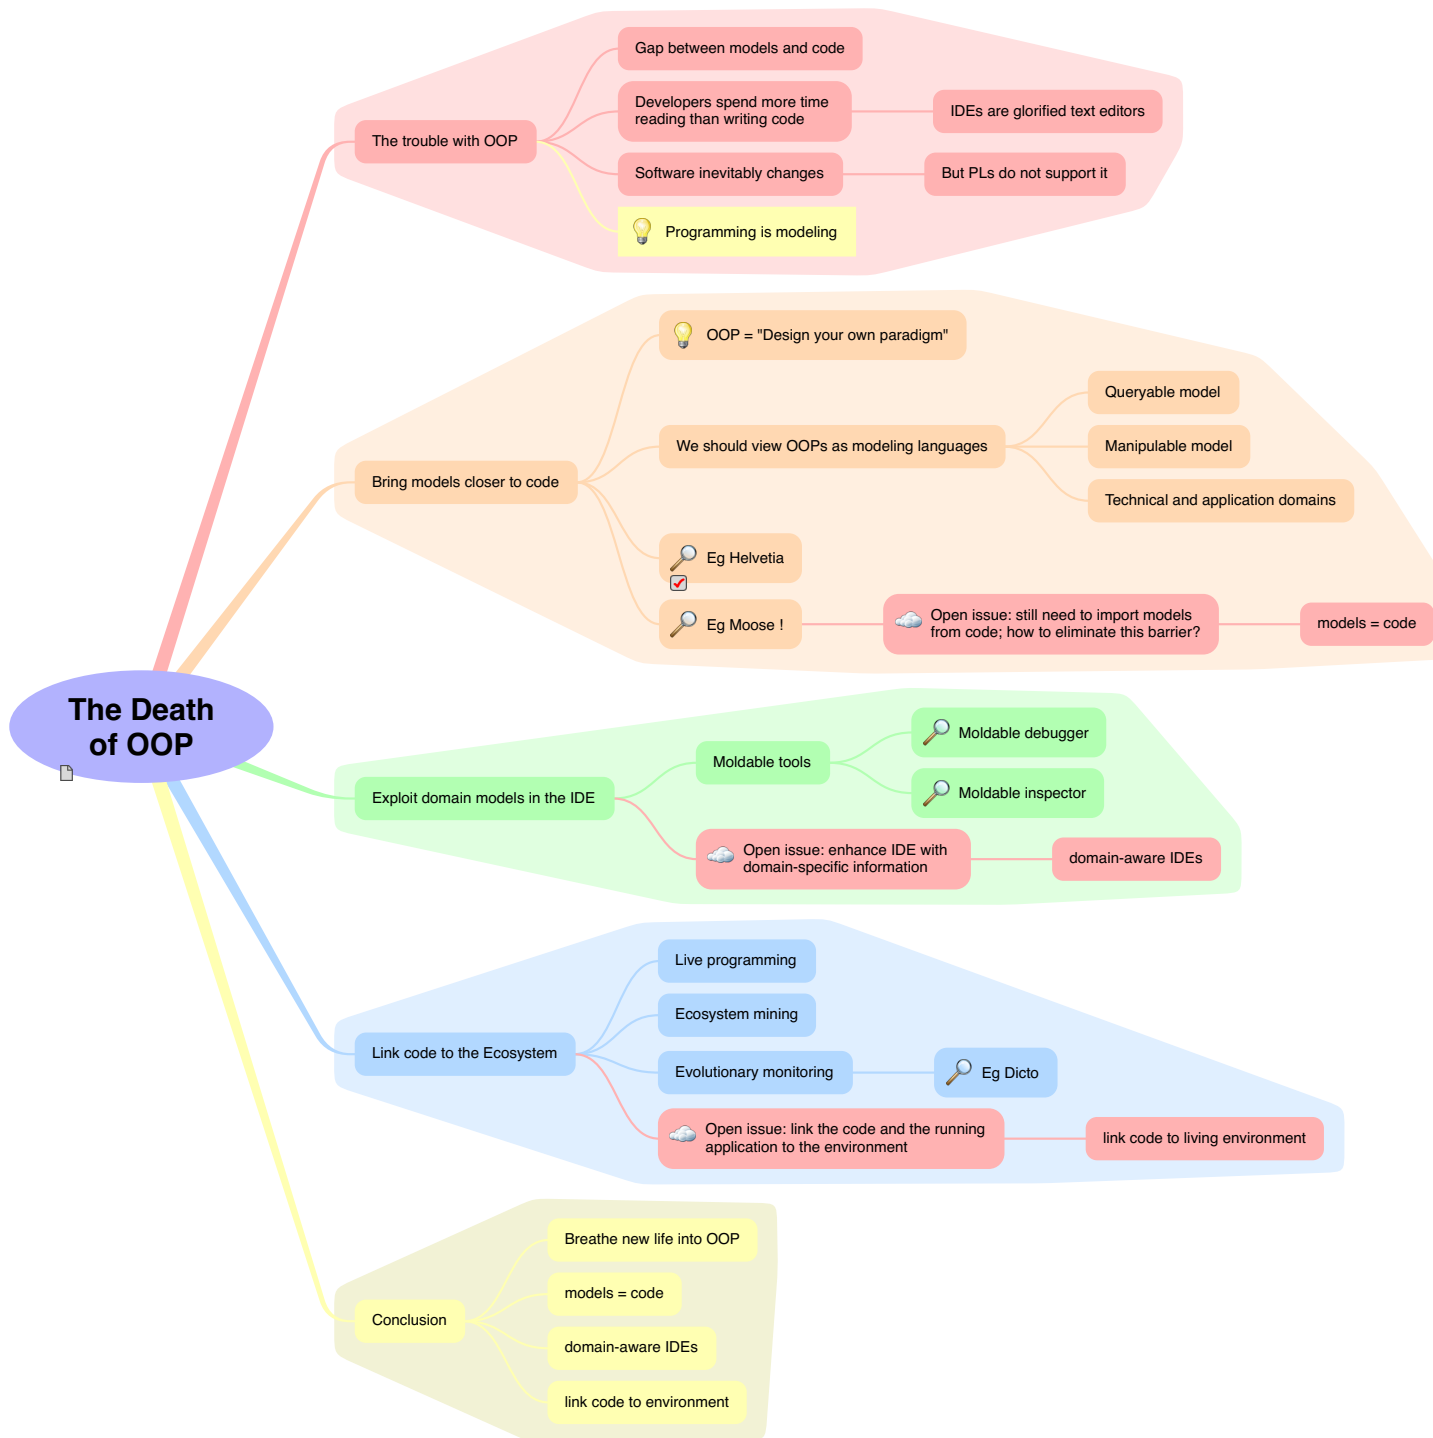 The Death
of OOP
The trouble with OOP
Gap between models and code
Developers spend more time
reading than writing code
IDEs are glorified text editors
Software inevitably changes
But PLs do not support it
Programming is modeling
Bring models closer to code
OOP = "Design your own paradigm"
We should view OOPs as modeling languages
Queryable model
Manipulable model
Technical and application domains
Eg Helvetia
Eg Moose !
Open issue: still need to import models
from code; how to eliminate this barrier?
models = code
Exploit domain models in the IDE
Moldable tools
Moldable debugger
Moldable inspector
Open issue: enhance IDE with
domain-specific information
domain-aware IDEs
Link code to the Ecosystem
Live programming
Ecosystem mining
Evolutionary monitoring
Eg Dicto
Open issue: link the code and the running
application to the environment
link code to living environment
Conclusion
Breathe new life into OOP
models = code
domain-aware IDEs
link code to environment